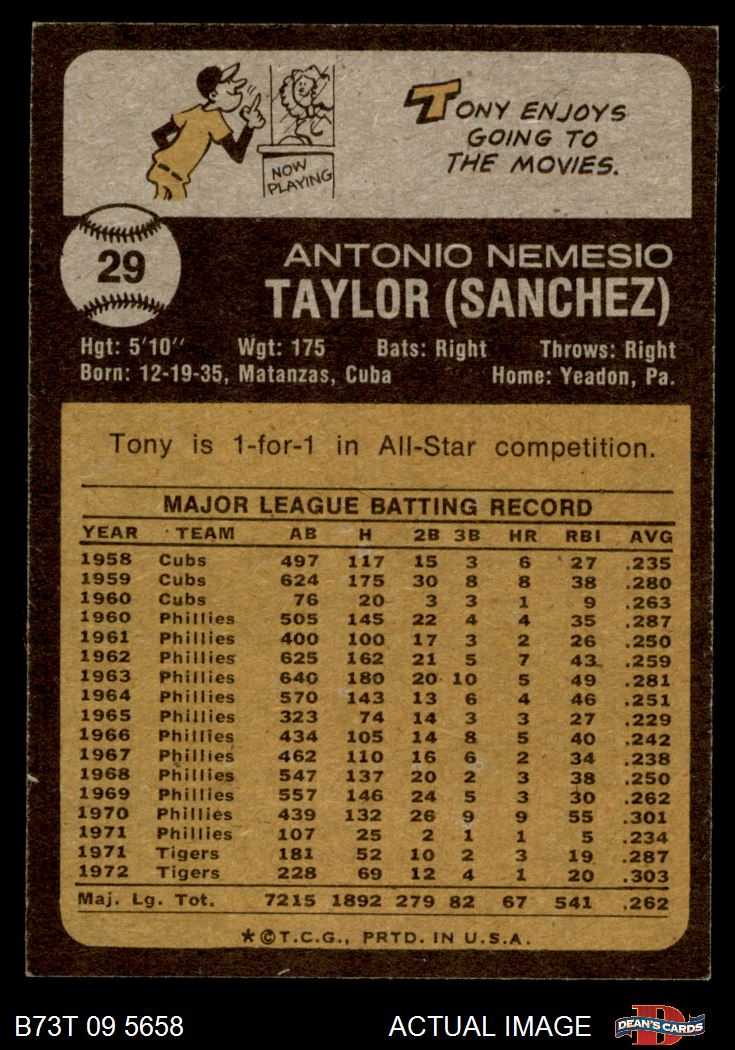 TONY ENJOYS
GOING TO
THE MOVIES.
NOW
PLAYING
29
ANTONIO NEMESIO
TAYLOR (SANCHEZ)
Hgt: 5'10" Wgt: 175 Bats: Right Throws: Right
Born: 12-19-35, Matanzas, Cuba Home: Yeadon, Pa.
Tony is 1-for-1 in All-Star competition.
MAJOR LEAGUE BATTING RECORD
YEAR TEAM AB H 2B 3B HR RBI AVG
1958 Cubs 497 117 15 3 6 27 .235
1959 Cubs 624 175 30 8 8 38 .280
1960 Cubs 76 20 3 3 1 9 .263
1960 Phillies 505 145 22 4 4 35 .287
1961 Phillies 400 100 17 3 2 26 .250
1962 Phillies 625 162 21 5 7 43 .259
1963 Phillies 640 180 20 10 5 49 .281
1964 Phillies 570 143 13 6 4 46 .251
1965 Phillies 323 74 14 3 3 27 .229
1966 Phillies 434 105 14 8 5 40 .242
1967 Phillies 462 110 16 6 2 34 .238
1968 Phillies 547 137 20 2 3 38 .250
1969 Phillies 557 146 24 5 3 30 .262
1970 Phillies 439 132 26 9 9 55 .301
1971 Phillies 107 25 2 1 1 5 .234
1971 Tigers 181 52 10 2 3 19 .287
1972 Tigers 228 69 12 4 1 20 .303
Maj. Lg. Tot. 7215 1892 279 82 67 541 .262
*©T.C.G., PRTD. IN U.S.A.
B73T 09 5658 ACTUAL IMAGE DEAN'S CARDS